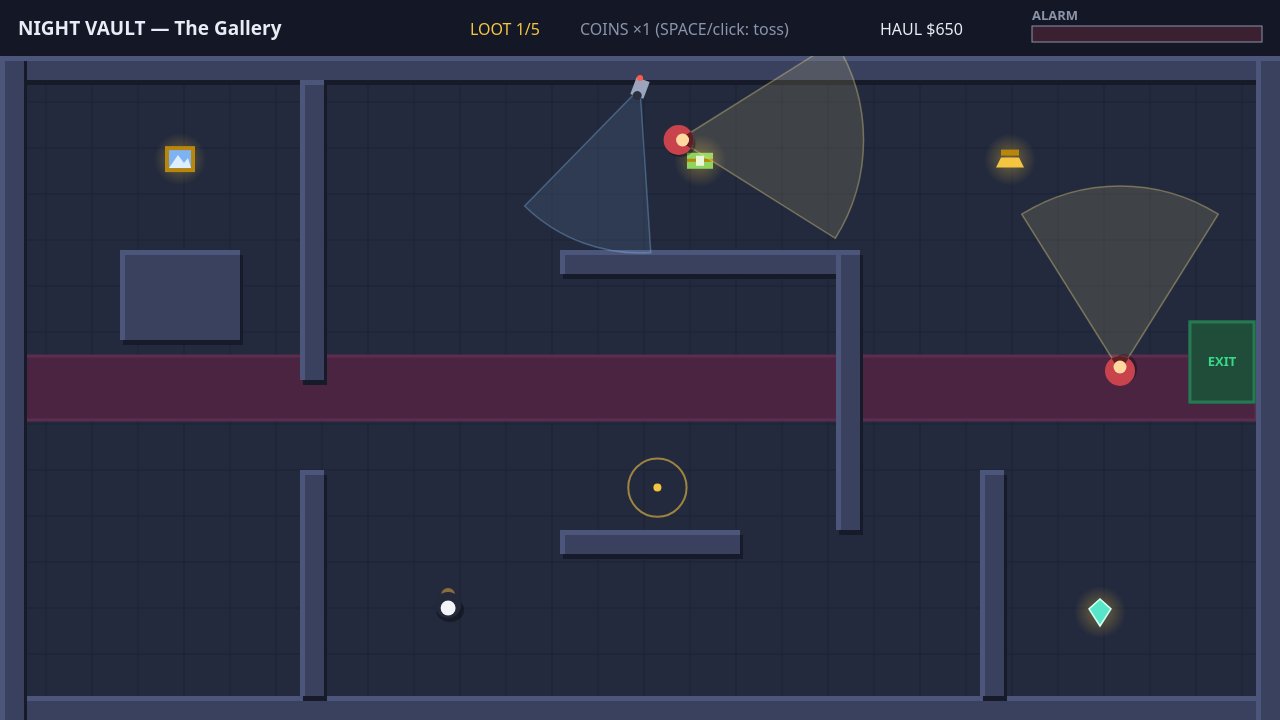 NIGHT VAULT — The Gallery
LOOT 1/5
COINS ×1 (SPACE/click: toss)
HAUL $650
ALARM
EXIT